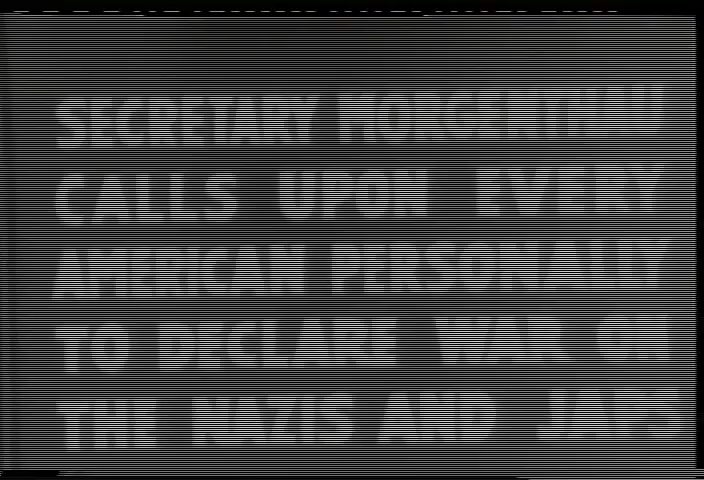 SECRETARY MORGENTHAU
CALLS UPON EVERY
AMERICAN PERSONALLY
TO DECLARE WAR ON
THE NAZIS AND JAPS